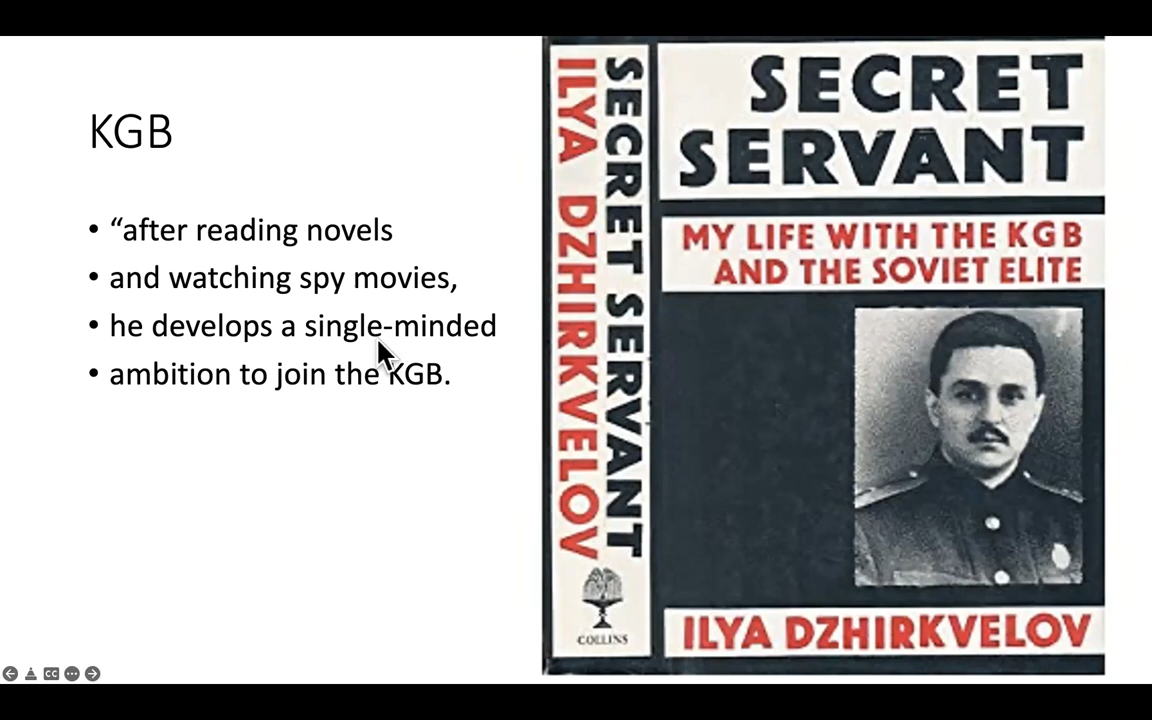 KGB
• “after reading novels
• and watching spy movies,
• he develops a single-minded
• ambition to join the KGB.
SECRET SERVANT
ILYA DZHIRKVELOV
COLLINS
SECRET
SERVANT
MY LIFE WITH THE KGB
AND THE SOVIET ELITE
ILYA DZHIRKVELOV
CC